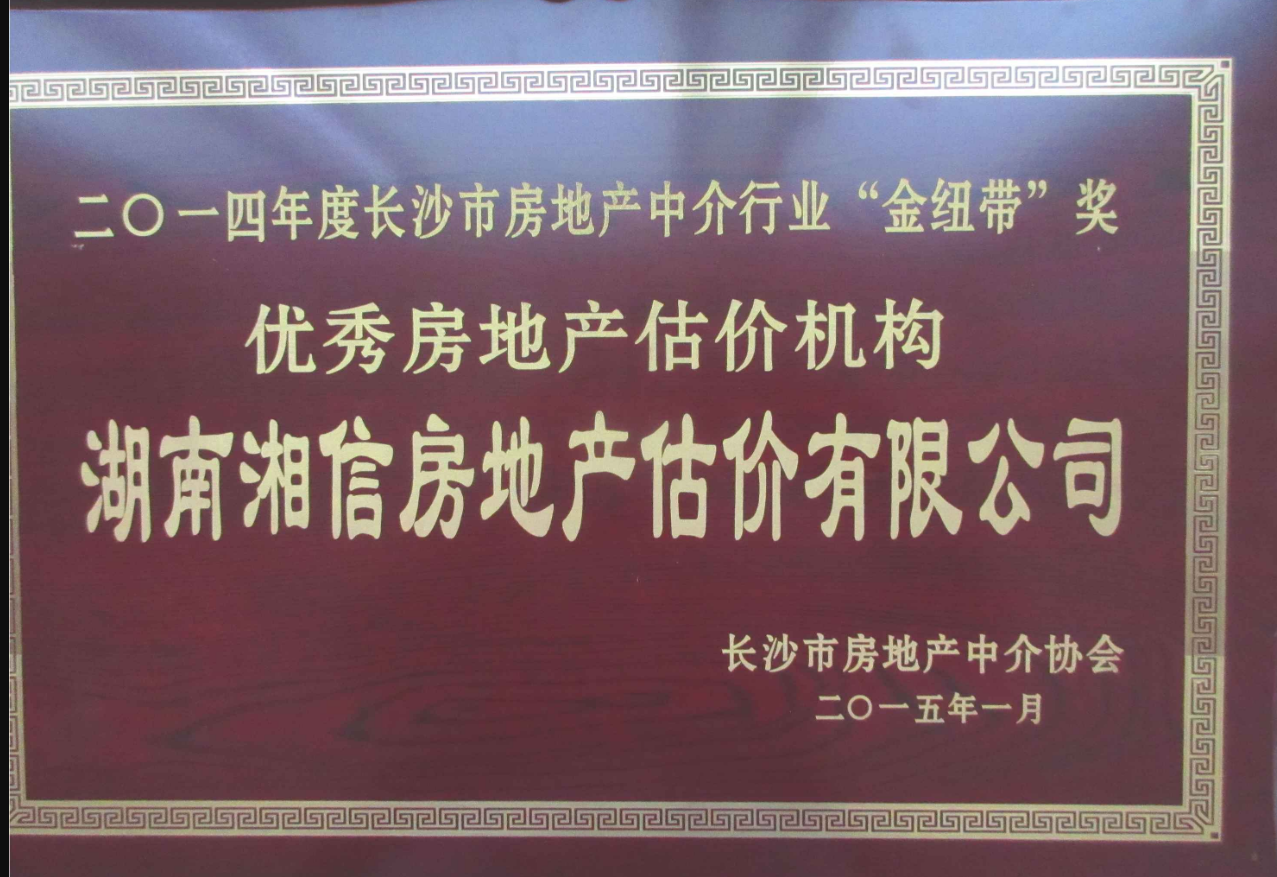 二〇一四年度长沙市房地产中介行业“金纽带”奖
优秀房地产估价机构
湖南湘信房地产估价有限公司
长沙市房地产中介协会
二〇一五年一月